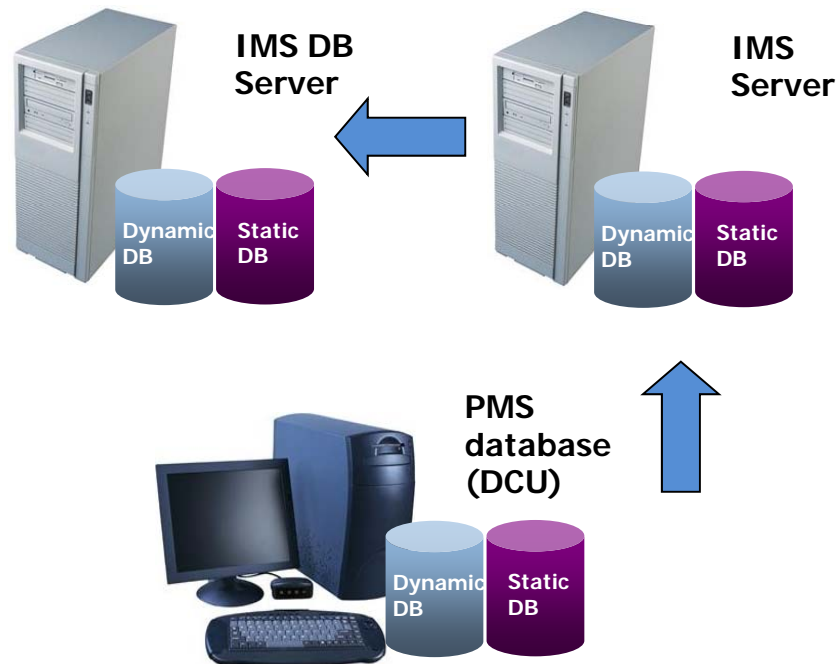 IMS DB
Server
IMS
Server
Dynamic
DB
Static
DB
Dynamic
DB
Static
DB
PMS
database
(DCU)
Dynamic
DB
Static
DB